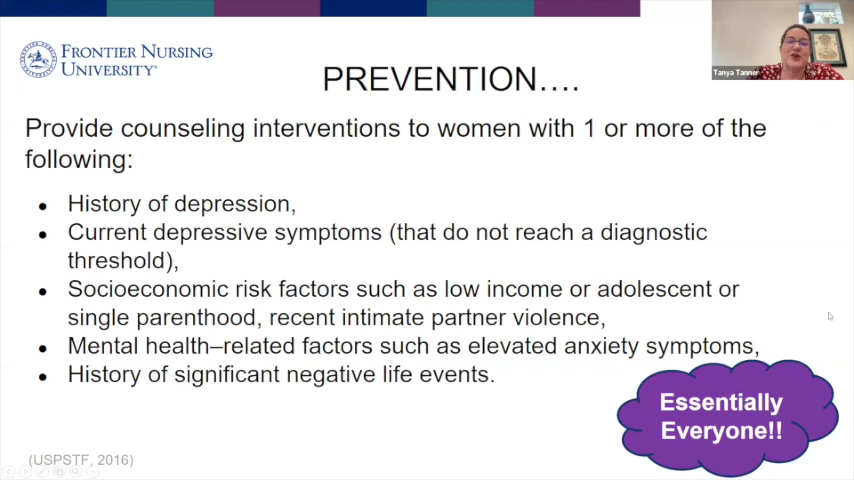 FRONTIER NURSING
UNIVERSITY®
Tanya Tanner
PREVENTION....
Provide counseling interventions to women with 1 or more of the
following:
● History of depression,
● Current depressive symptoms (that do not reach a diagnostic
threshold),
● Socioeconomic risk factors such as low income or adolescent or
single parenthood, recent intimate partner violence,
● Mental health–related factors such as elevated anxiety symptoms,
● History of significant negative life events.
Essentially
Everyone!!
(USPSTF, 2016)